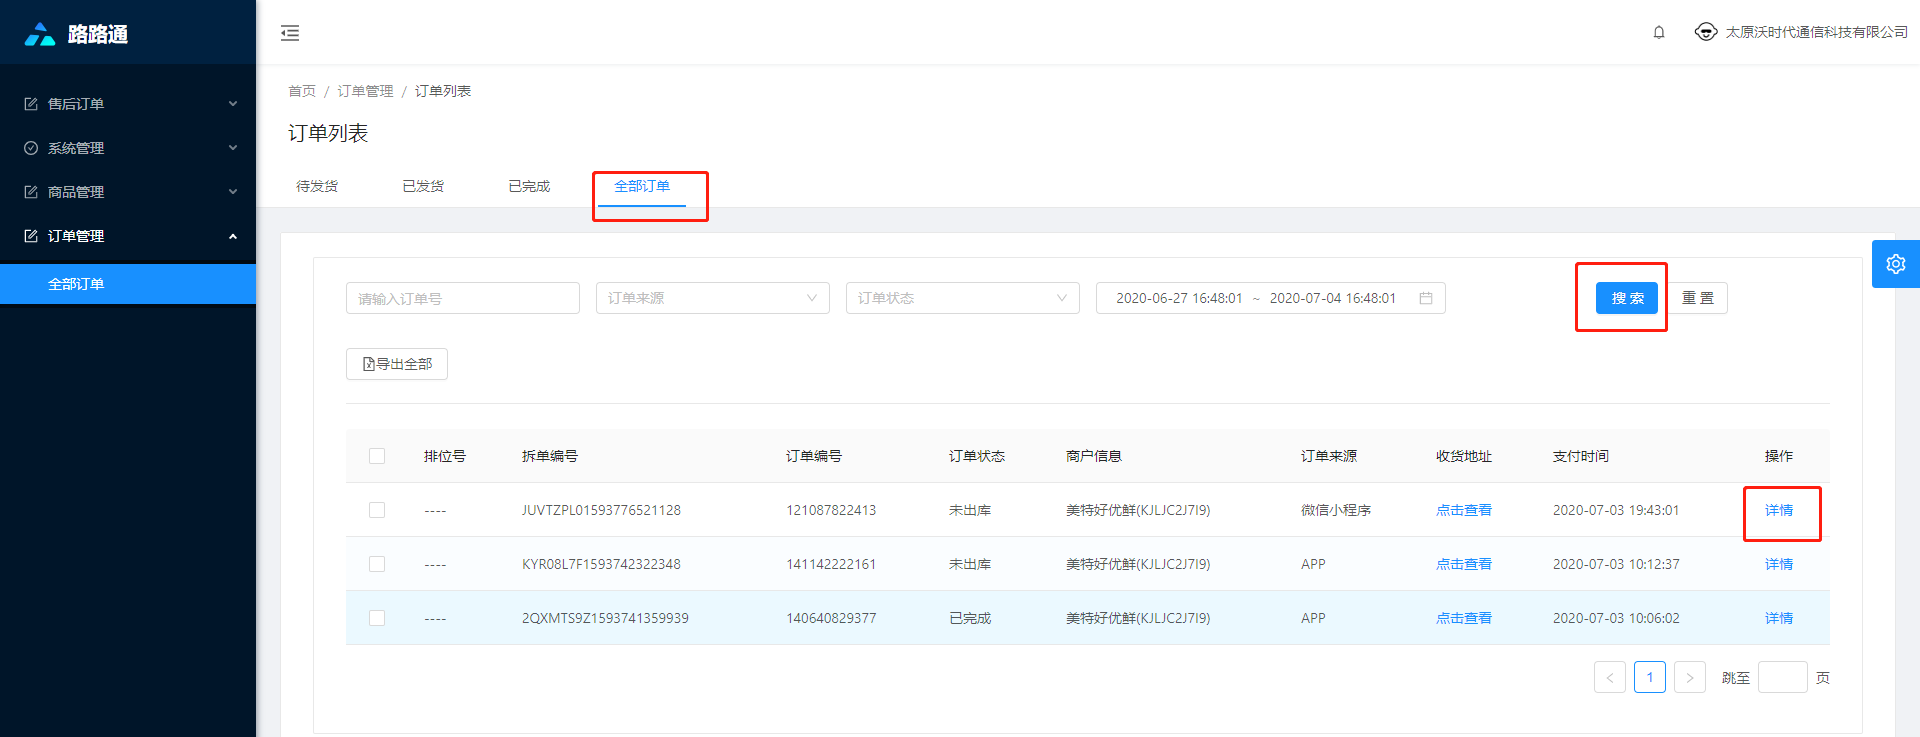 路路通
太原沃时代通信科技有限公司
售后订单
系统管理
商品管理
订单管理
全部订单
首页 / 订单管理 / 订单列表
订单列表
待发货 已发货 已完成 全部订单
请输入订单号 订单来源 订单状态 2020-06-27 16:48:01 ~ 2020-07-04 16:48:01 搜 索 重 置
导出全部
排位号 拆单编号 订单编号 订单状态 商户信息 订单来源 收货地址 支付时间 操作
---- JUVTZPL01593776521128 121087822413 未出库 美特好优鲜(KJLJC2J7I9) 微信小程序 点击查看 2020-07-03 19:43:01 详情
---- KYR08L7F1593742322348 141142222161 未出库 美特好优鲜(KJLJC2J7I9) APP 点击查看 2020-07-03 10:12:37 详情
---- 2QXMTS9Z1593741359939 140640829377 已完成 美特好优鲜(KJLJC2J7I9) APP 点击查看 2020-07-03 10:06:02 详情
< 1 > 跳至 页